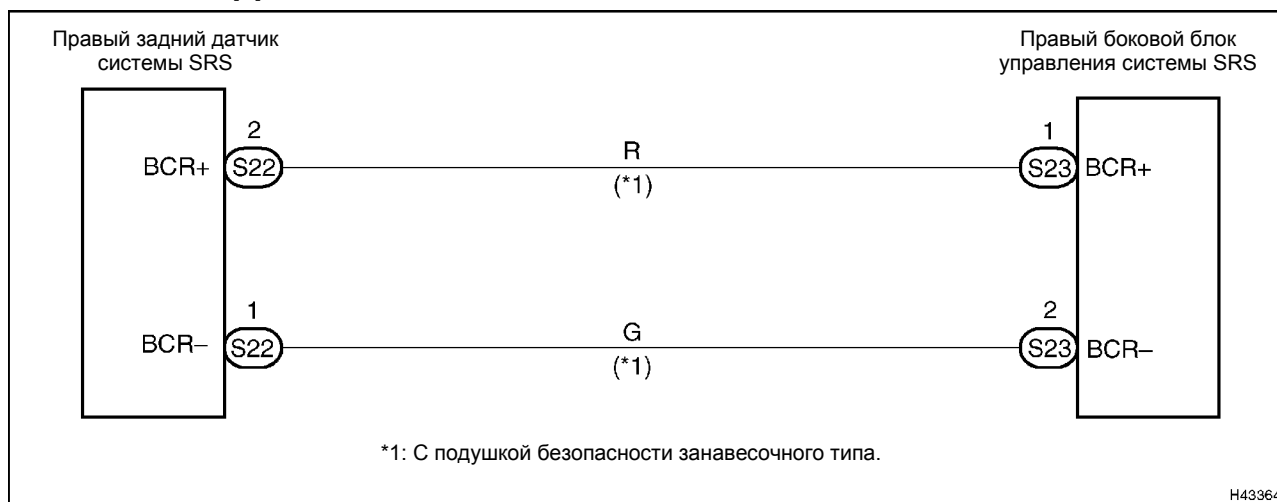 Правый задний датчик
системы SRS
Правый боковой блок
управления системы SRS
2
1
BCR+
S22
R
S23
BCR+
(*1)
1
2
BCR–
S22
G
S23
BCR–
(*1)
*1: С подушкой безопасности занавесочного типа.
H43364